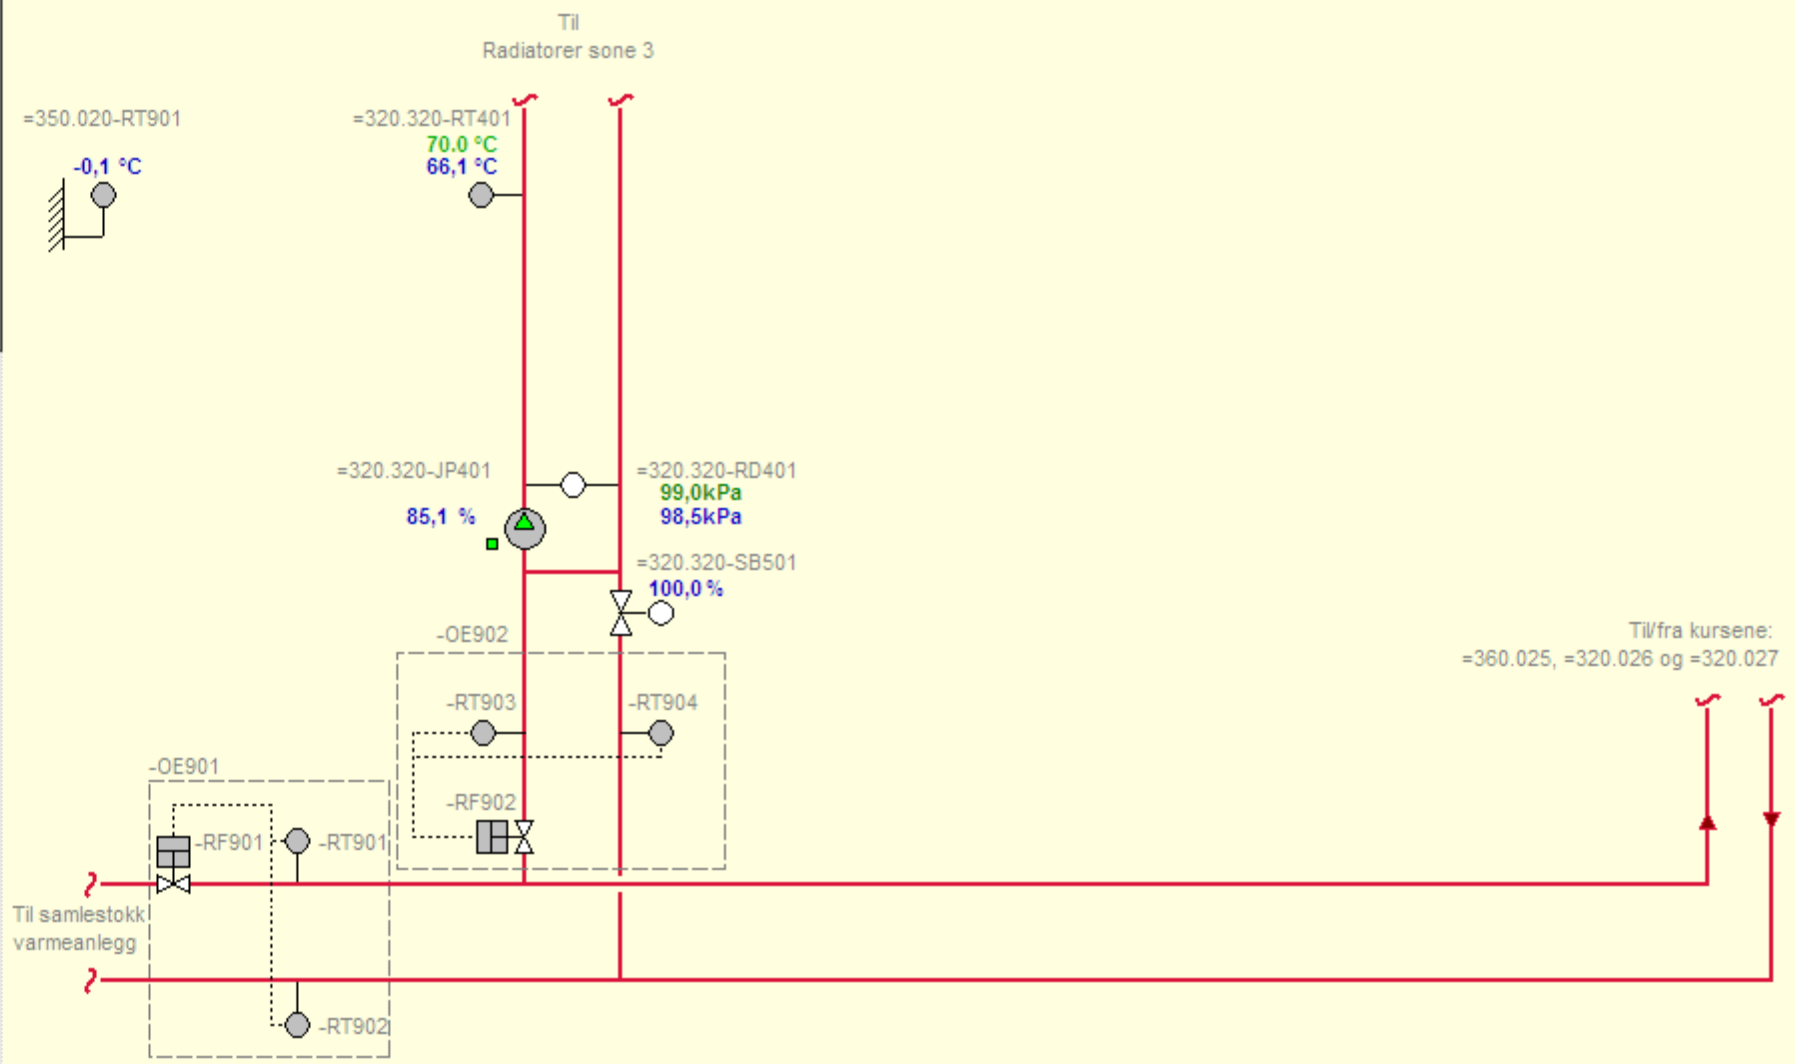 Til
Radiatorer sone 3
=350.020-RT901
-0,1 °C
=320.320-RT401
70.0 °C
66,1 °C
=320.320-JP401
85,1 %
=320.320-RD401
99,0kPa
98,5kPa
=320.320-SB501
100,0 %
-OE902
-RT903
-RT904
-RF902
Til/fra kursene:
=360.025, =320.026 og =320.027
-OE901
-RF901
-RT901
Til samlestokk
varmeanlegg
-RT902